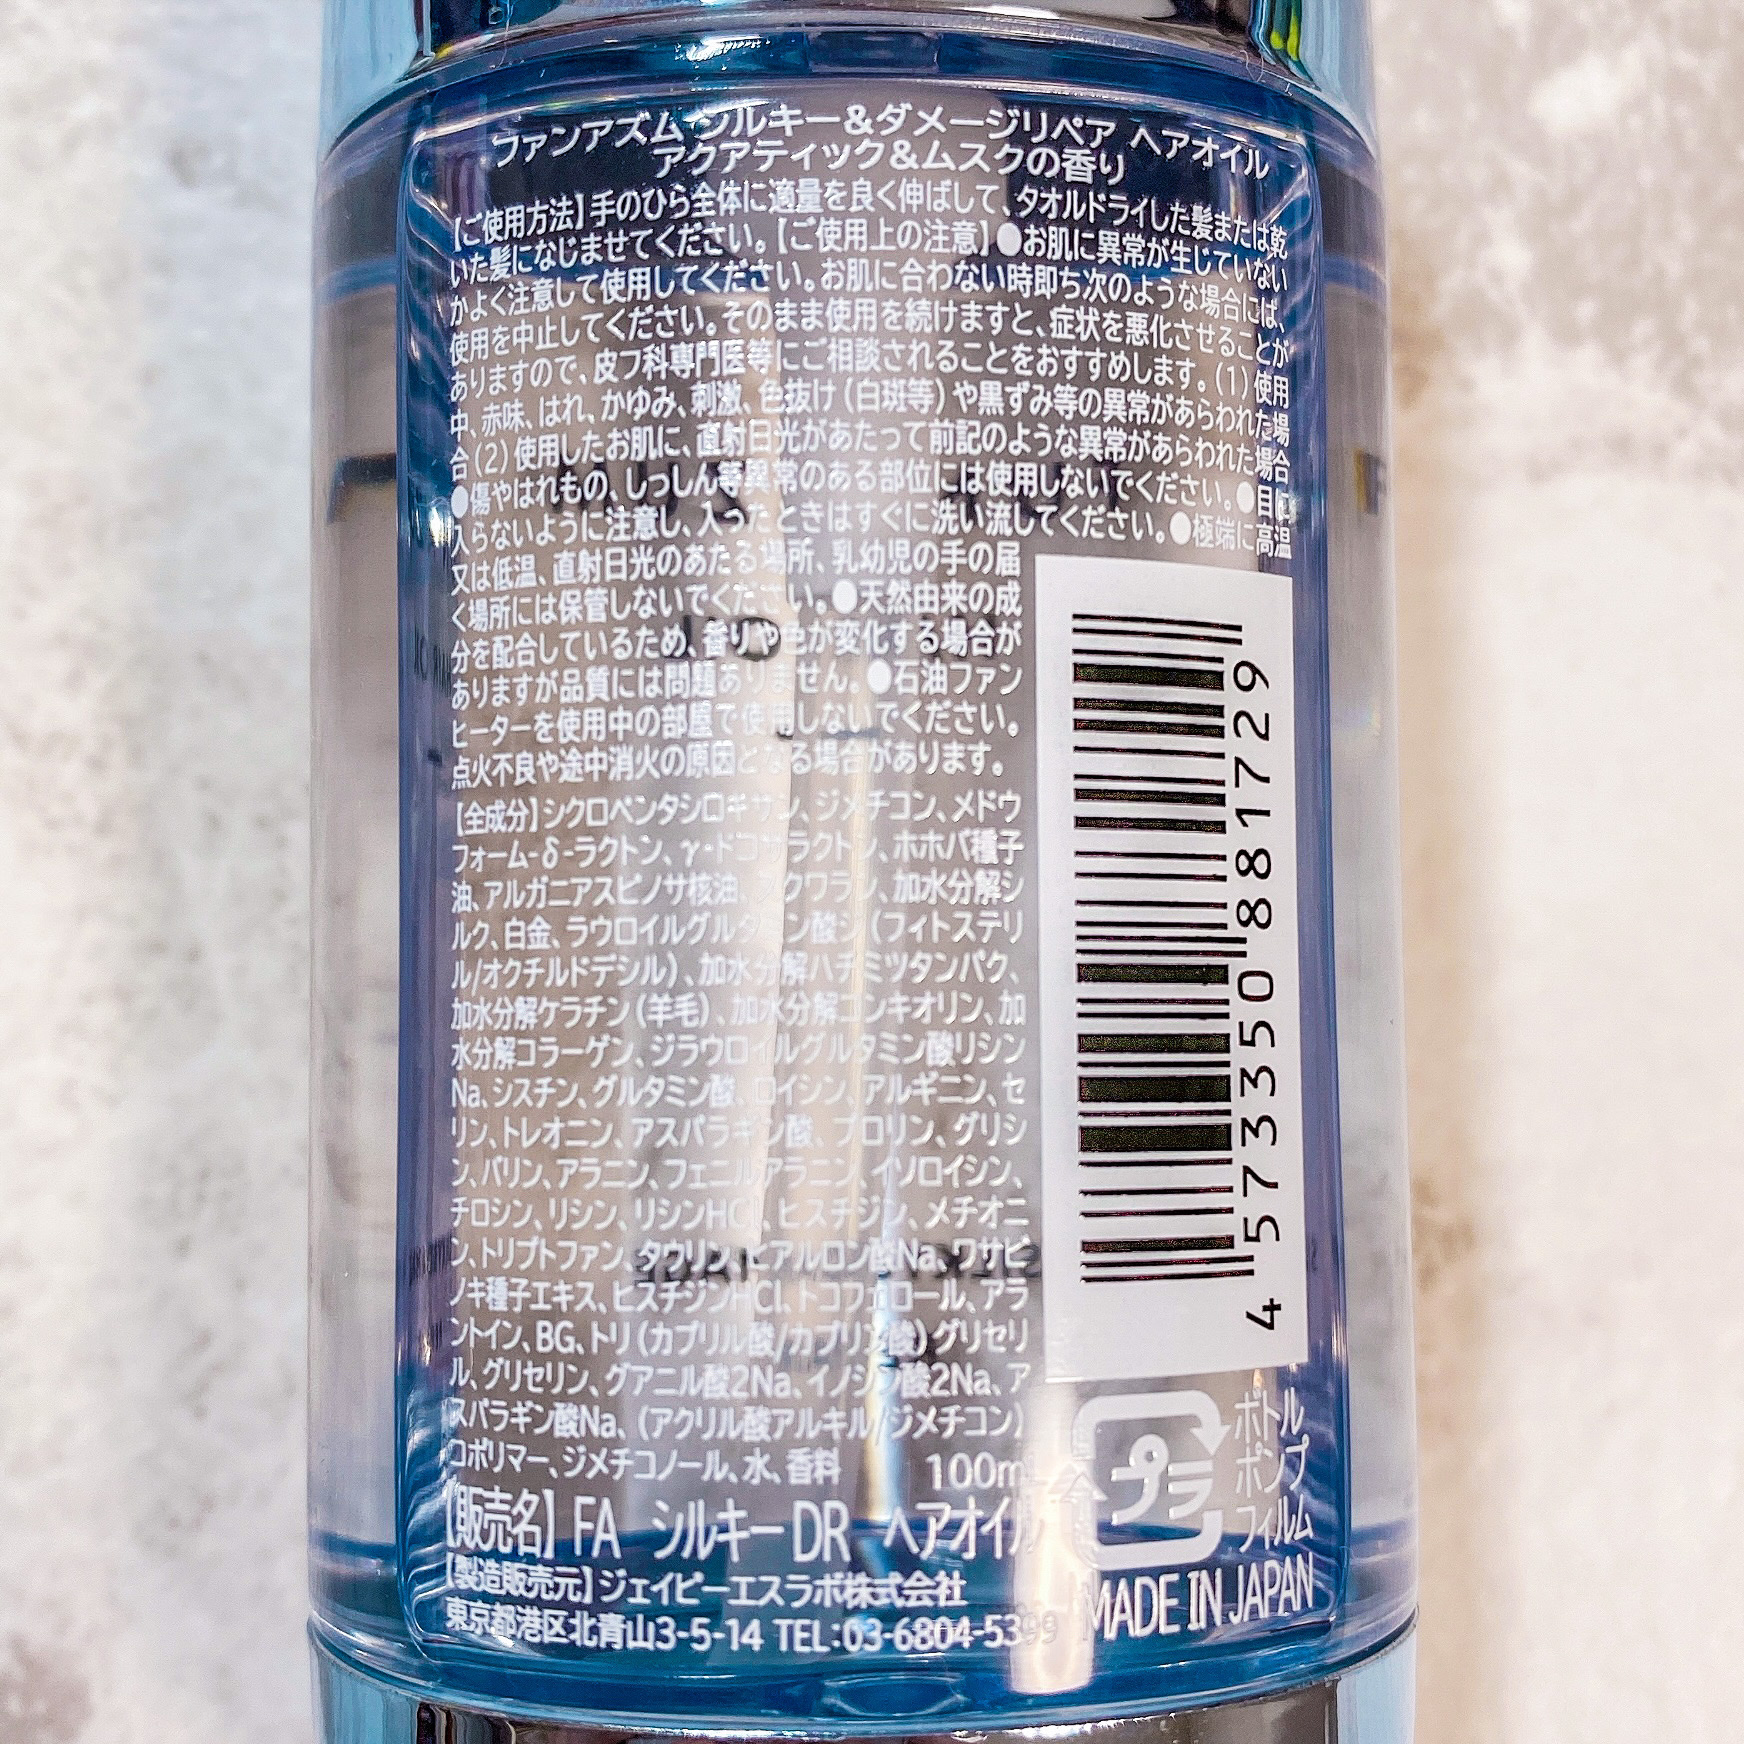 ファンアズム シルキー&ダメージリペア ヘアオイル
アクアティック&ムスクの香り
【ご使用方法】手のひら全体に適量を良く伸ばして、タオルドライした髪または乾
いた髪になじませてください。【ご使用上の注意】●お肌に異常が生じていない
かよく注意して使用してください。お肌に合わない時即ち次のような場合には、
使用を中止してください。そのまま使用を続けますと、症状を悪化させることが
ありますので、皮フ科専門医等にご相談されることをおすすめします。(1)使用
中、赤味、はれ、かゆみ、刺激、色抜け(白斑等)や黒ずみ等の異常があらわれた場
合(2)使用したお肌に、直射日光があたって前記のような異常があらわれた場合
●傷やはれもの、しっしん等異常のある部位には使用しないでください。●目に
入らないように注意し、入ったときはすぐに洗い流してください。●極端に高温
又は低温、直射日光のあたる場所、乳幼児の手の届
く場所には保管しないでください。●天然由来の成
分を配合しているため、香りや色が変化する場合が
ありますが品質には問題ありません。●石油ファン
ヒーターを使用中の部屋で使用しないでください。
点火不良や途中消火の原因となる場合があります。
【全成分】シクロペンタシロキサン、ジメチコン、メドウ
フォーム-δ-ラクトン、γ-ドコサラクトン、ホホバ種子
油、アルガニアスピノサ核油、スクワラン、加水分解シ
ルク、白金、ラウロイルグルタミン酸ジ(フィトステリ
ル/オクチルドデシル)、加水分解ハチミツタンパク、
加水分解ケラチン(羊毛)、加水分解コンキオリン、加
水分解コラーゲン、ジラウロイルグルタミン酸リシン
Na、シスチン、グルタミン酸、ロイシン、アルギニン、セ
リン、トレオニン、アスパラギン酸、プロリン、グリシ
ン、バリン、アラニン、フェニルアラニン、イソロイシン、
チロシン、リシン、リシンHCl、ヒスチジン、メチオニ
ン、トリプトファン、タウリン、ヒアルロン酸Na、ワサビ
ノキ種子エキス、ヒスチジンHCl、トコフェロール、アラ
ントイン、BG、トリ(カプリル酸/カプリン酸)グリセリ
ル、グリセリン、グアニル酸2Na、イノシン酸2Na、ア
スパラギン酸Na、(アクリル酸アルキル/ジメチコン)
コポリマー、ジメチコノール、水、香料 100ml
【販売名】FA シルキーDR ヘアオイル
【製造販売元】ジェイピーエスラボ株式会社
東京都港区北青山3-5-14 TEL:03-6804-5399
4573350881729
プラ
ボトル
ポンプ
フィルム
MADE IN JAPAN